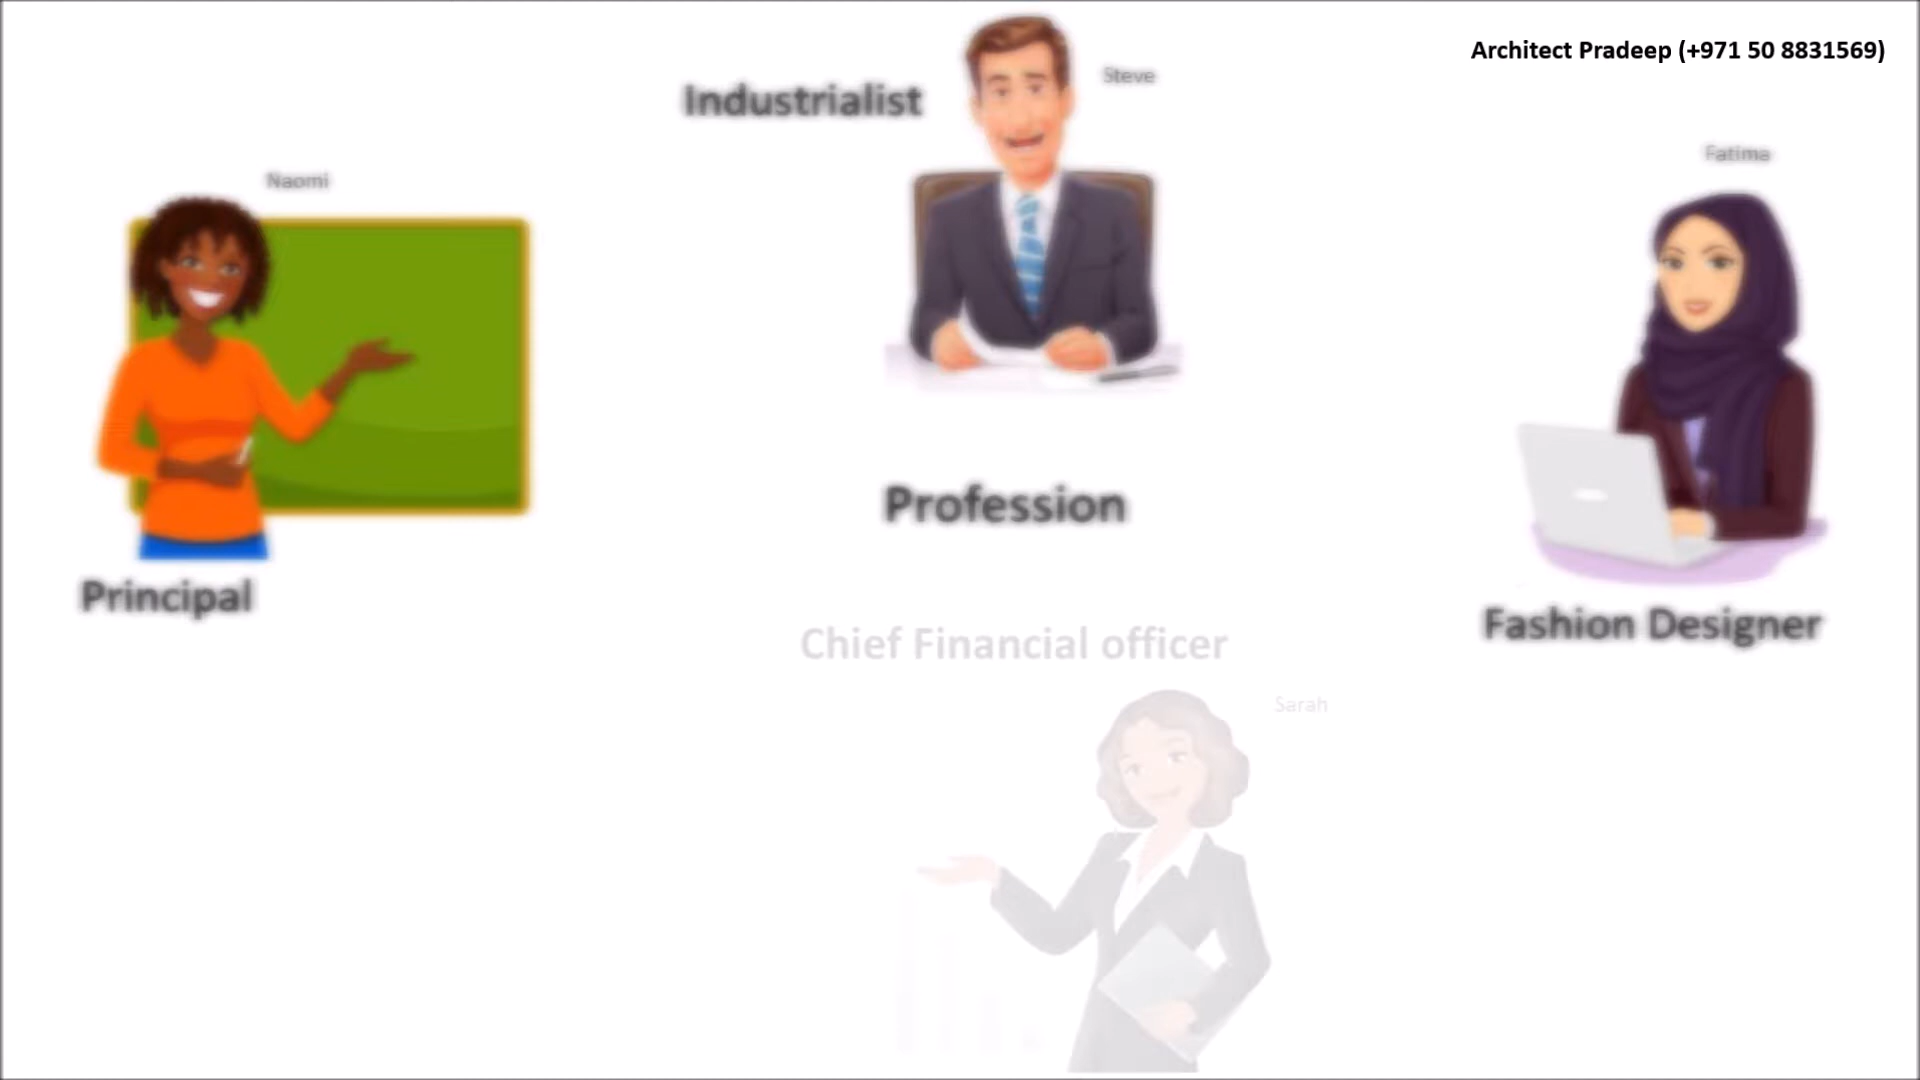 Architect Pradeep (+971 50 8831569)
Industrialist
Steve
Fatima
Naomi
Profession
Principal
Fashion Designer
Chief Financial officer
Sarah